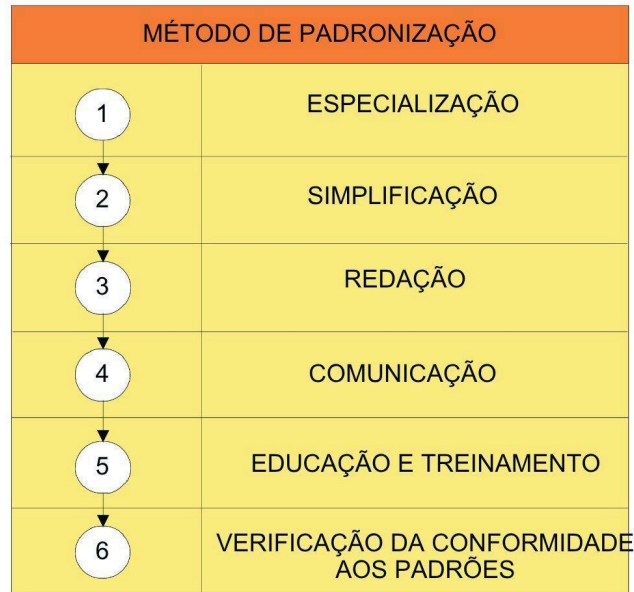 MÉTODO DE PADRONIZAÇÃO
1
ESPECIALIZAÇÃO
2
SIMPLIFICAÇÃO
3
REDAÇÃO
4
COMUNICAÇÃO
5
EDUCAÇÃO E TREINAMENTO
6
VERIFICAÇÃO DA CONFORMIDADE
AOS PADRÕES